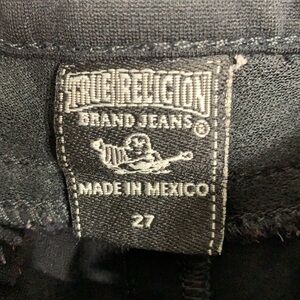 TRUE RELIGION
BRAND JEANS®
MADE IN MEXICO
27